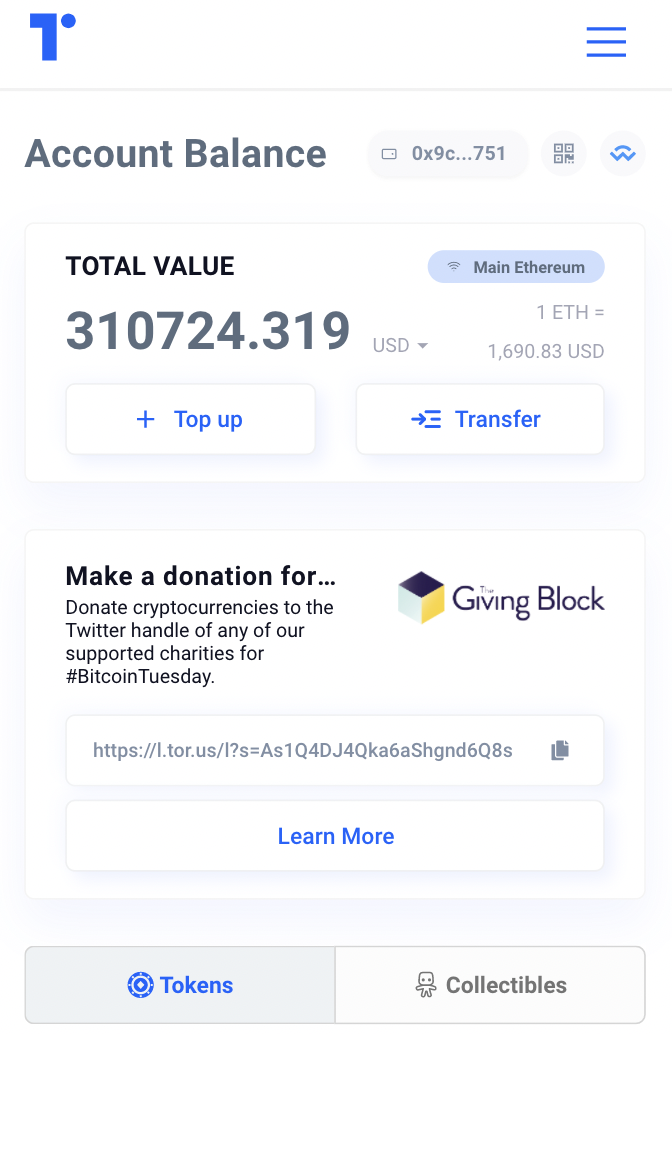 Account Balance
0x9c...751
TOTAL VALUE
Main Ethereum
310724.319
USD
1 ETH =
1,690.83 USD
Top up
Transfer
Make a donation for...
Donate cryptocurrencies to the
Twitter handle of any of our
supported charities for
#BitcoinTuesday.
The
Giving Block
https://l.tor.us/l?s=As1Q4DJ4Qka6aShgnd6Q8s
Learn More
Tokens
Collectibles